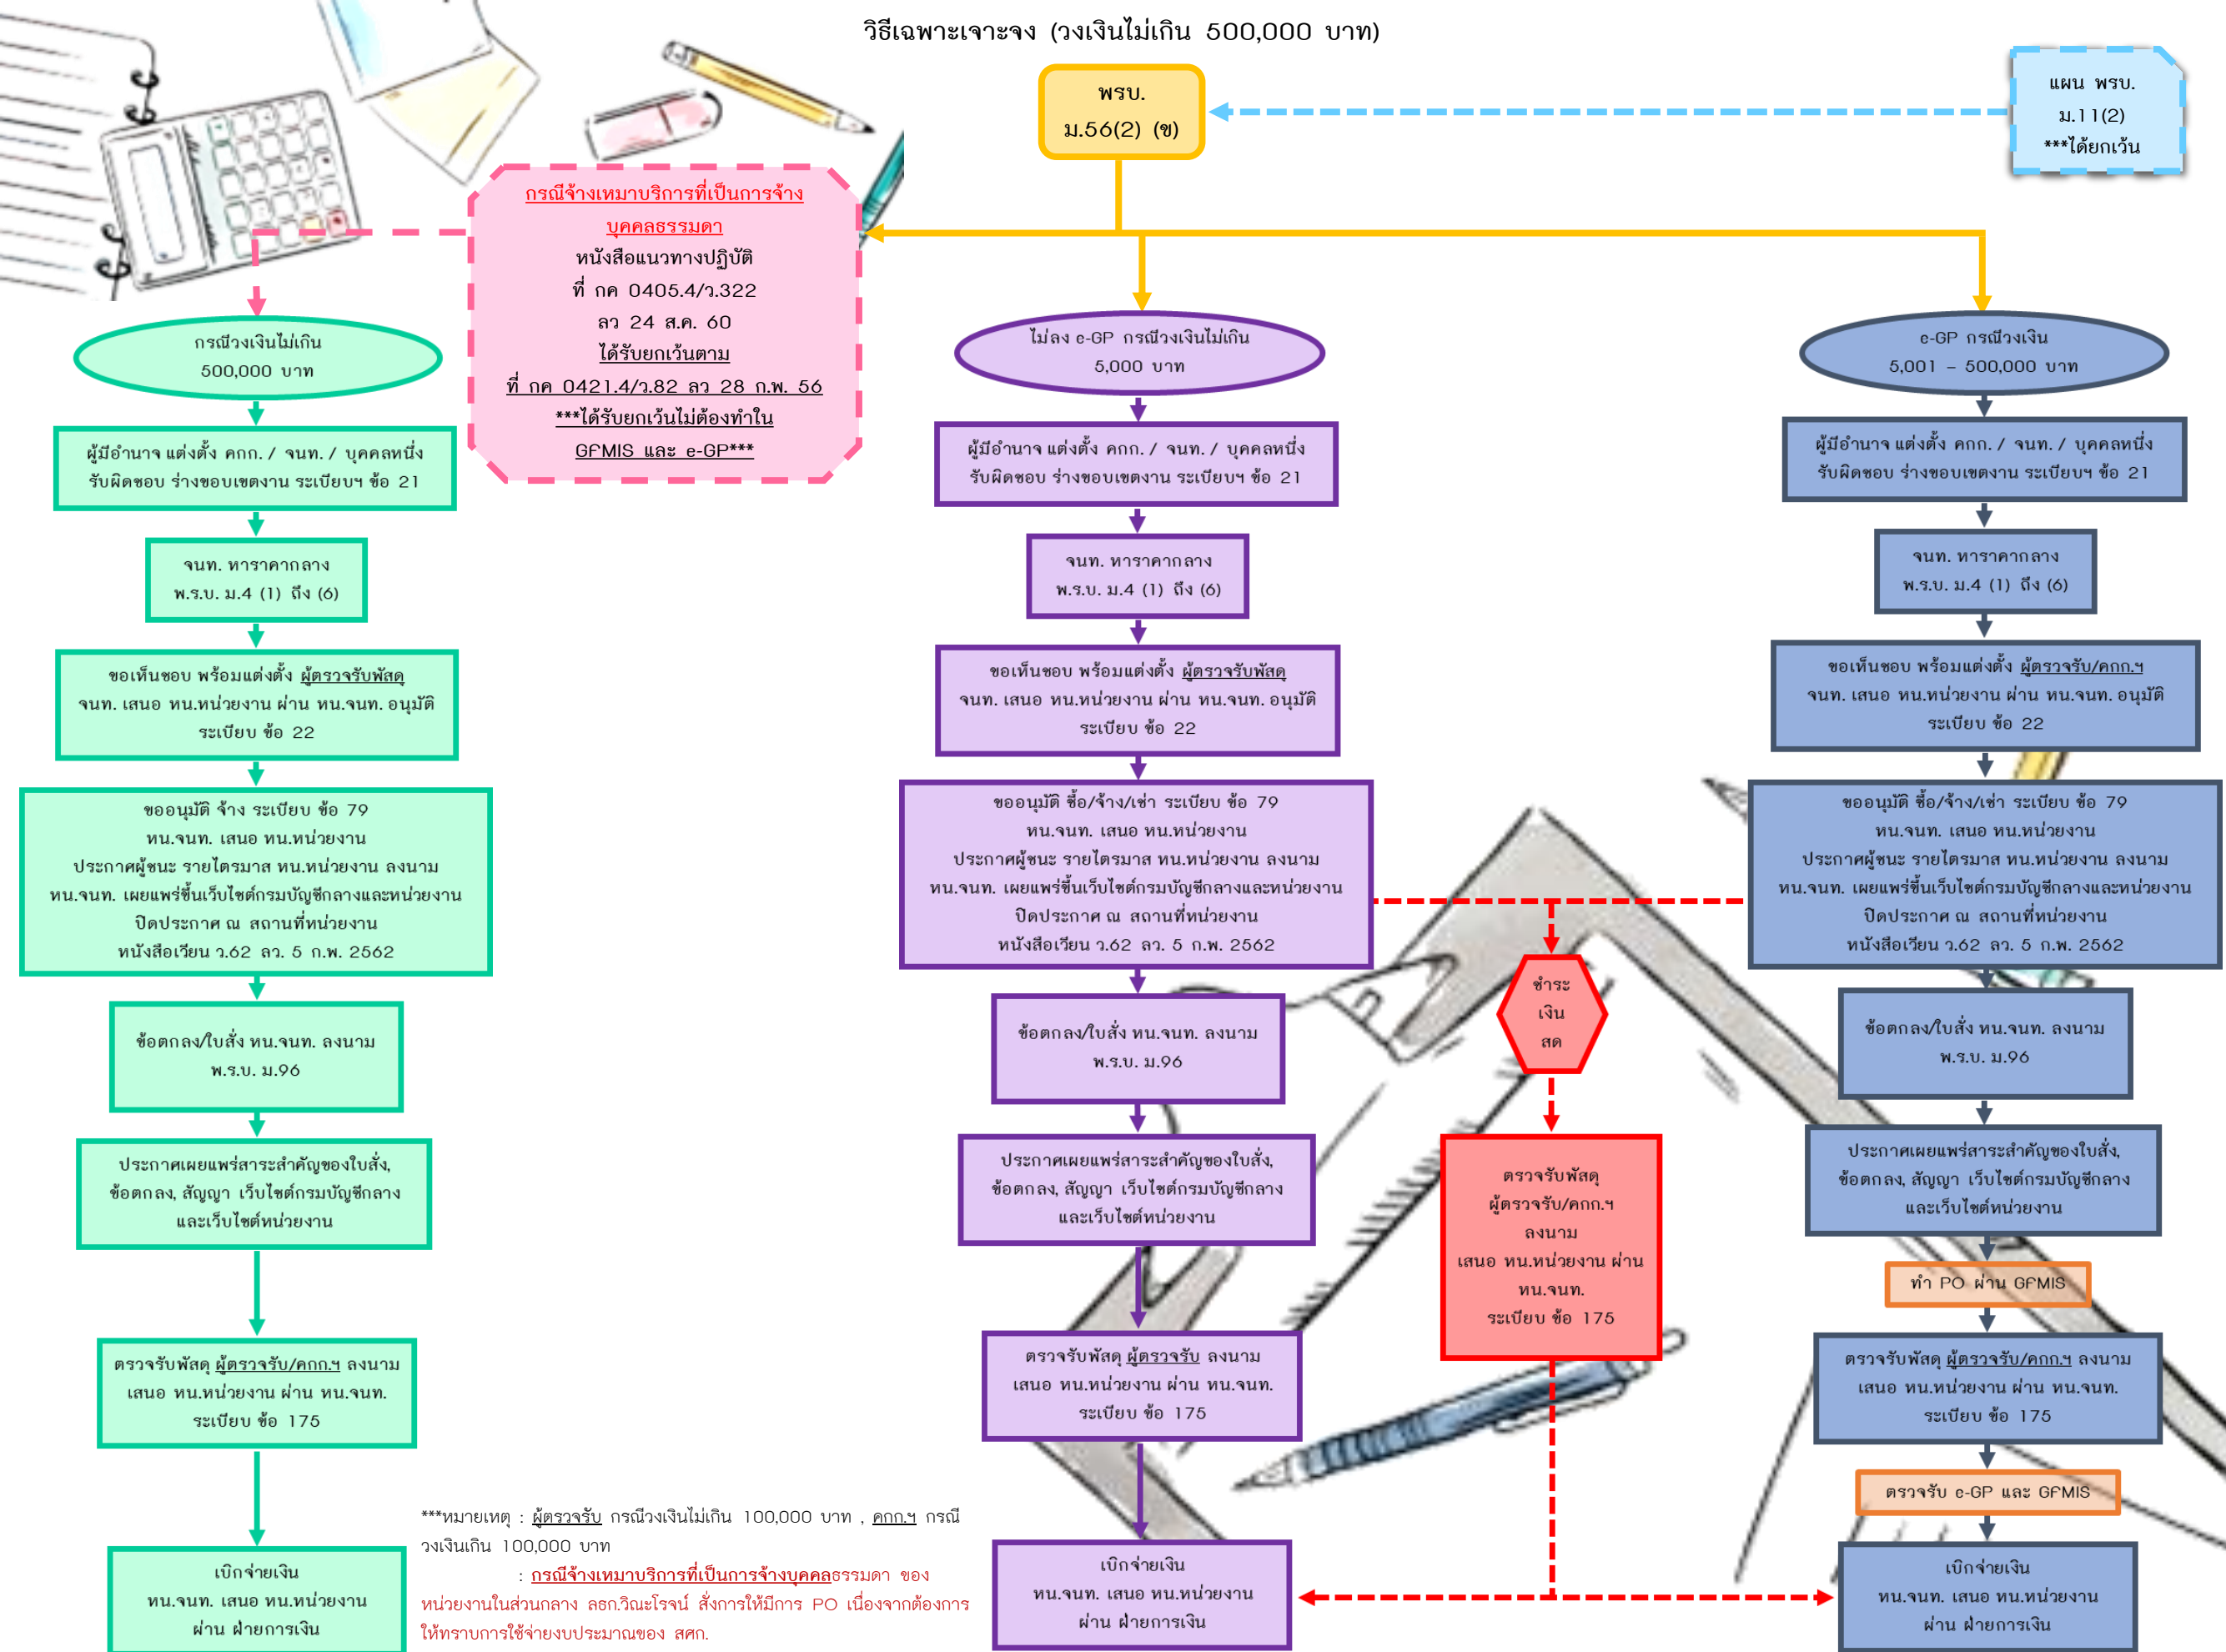 วิธีเฉพาะเจาะจง (วงเงินไม่เกิน 500,000 บาท)
พรบ.
ม.56(2) (ข)
แผน พรบ.
ม.11(2)
***ได้ยกเว้น
กรณีจ้างเหมาบริการที่เป็นการจ้าง
บุคคลธรรมดา
หนังสือแนวทางปฏิบัติ
ที่ กค 0405.4/ว.322
ลว 24 ส.ค. 60
ได้รับยกเว้นตาม
ที่ กค 0421.4/ว.82 ลว 28 ก.พ. 56
***ได้รับยกเว้นไม่ต้องทำใน
GFMIS และ e-GP***
กรณีวงเงินไม่เกิน
500,000 บาท
ผู้มีอำนาจ แต่งตั้ง คกก. / จนท. / บุคคลหนึ่ง
รับผิดชอบ ร่างขอบเขตงาน ระเบียบฯ ข้อ 21
จนท. หาราคากลาง
พ.ร.บ. ม.4 (1) ถึง (6)
ขอเห็นชอบ พร้อมแต่งตั้ง ผู้ตรวจรับพัสดุ
จนท. เสนอ หน.หน่วยงาน ผ่าน หน.จนท. อนุมัติ
ระเบียบ ข้อ 22
ขออนุมัติ จ้าง ระเบียบ ข้อ 79
หน.จนท. เสนอ หน.หน่วยงาน
ประกาศผู้ชนะ รายไตรมาส หน.หน่วยงาน ลงนาม
หน.จนท. เผยแพร่ขึ้นเว็บไซต์กรมบัญชีกลางและหน่วยงาน
ปิดประกาศ ณ สถานที่หน่วยงาน
หนังสือเวียน ว.62 ลว. 5 ก.พ. 2562
ข้อตกลง/ใบสั่ง หน.จนท. ลงนาม
พ.ร.บ. ม.96
ประกาศเผยแพร่สาระสำคัญของใบสั่ง,
ข้อตกลง, สัญญา เว็บไซต์กรมบัญชีกลาง
และเว็บไซต์หน่วยงาน
ตรวจรับพัสดุ ผู้ตรวจรับ/คกก.ฯ ลงนาม
เสนอ หน.หน่วยงาน ผ่าน หน.จนท.
ระเบียบ ข้อ 175
เบิกจ่ายเงิน
หน.จนท. เสนอ หน.หน่วยงาน
ผ่าน ฝ่ายการเงิน
ไม่ลง e-GP กรณีวงเงินไม่เกิน
5,000 บาท
ผู้มีอำนาจ แต่งตั้ง คกก. / จนท. / บุคคลหนึ่ง
รับผิดชอบ ร่างขอบเขตงาน ระเบียบฯ ข้อ 21
จนท. หาราคากลาง
พ.ร.บ. ม.4 (1) ถึง (6)
ขอเห็นชอบ พร้อมแต่งตั้ง ผู้ตรวจรับพัสดุ
จนท. เสนอ หน.หน่วยงาน ผ่าน หน.จนท. อนุมัติ
ระเบียบ ข้อ 22
ขออนุมัติ ซื้อ/จ้าง/เช่า ระเบียบ ข้อ 79
หน.จนท. เสนอ หน.หน่วยงาน
ประกาศผู้ชนะ รายไตรมาส หน.หน่วยงาน ลงนาม
หน.จนท. เผยแพร่ขึ้นเว็บไซต์กรมบัญชีกลางและหน่วยงาน
ปิดประกาศ ณ สถานที่หน่วยงาน
หนังสือเวียน ว.62 ลว. 5 ก.พ. 2562
ข้อตกลง/ใบสั่ง หน.จนท. ลงนาม
พ.ร.บ. ม.96
ประกาศเผยแพร่สาระสำคัญของใบสั่ง,
ข้อตกลง, สัญญา เว็บไซต์กรมบัญชีกลาง
และเว็บไซต์หน่วยงาน
ตรวจรับพัสดุ ผู้ตรวจรับ ลงนาม
เสนอ หน.หน่วยงาน ผ่าน หน.จนท.
ระเบียบ ข้อ 175
เบิกจ่ายเงิน
หน.จนท. เสนอ หน.หน่วยงาน
ผ่าน ฝ่ายการเงิน
ชำระ
เงิน
สด
ตรวจรับพัสดุ
ผู้ตรวจรับ/คกก.ฯ
ลงนาม
เสนอ หน.หน่วยงาน ผ่าน
หน.จนท.
ระเบียบ ข้อ 175
e-GP กรณีวงเงิน
5,001 – 500,000 บาท
ผู้มีอำนาจ แต่งตั้ง คกก. / จนท. / บุคคลหนึ่ง
รับผิดชอบ ร่างขอบเขตงาน ระเบียบฯ ข้อ 21
จนท. หาราคากลาง
พ.ร.บ. ม.4 (1) ถึง (6)
ขอเห็นชอบ พร้อมแต่งตั้ง ผู้ตรวจรับ/คกก.ฯ
จนท. เสนอ หน.หน่วยงาน ผ่าน หน.จนท. อนุมัติ
ระเบียบ ข้อ 22
ขออนุมัติ ซื้อ/จ้าง/เช่า ระเบียบ ข้อ 79
หน.จนท. เสนอ หน.หน่วยงาน
ประกาศผู้ชนะ รายไตรมาส หน.หน่วยงาน ลงนาม
หน.จนท. เผยแพร่ขึ้นเว็บไซต์กรมบัญชีกลางและหน่วยงาน
ปิดประกาศ ณ สถานที่หน่วยงาน
หนังสือเวียน ว.62 ลว. 5 ก.พ. 2562
ข้อตกลง/ใบสั่ง หน.จนท. ลงนาม
พ.ร.บ. ม.96
ประกาศเผยแพร่สาระสำคัญของใบสั่ง,
ข้อตกลง, สัญญา เว็บไซต์กรมบัญชีกลาง
และเว็บไซต์หน่วยงาน
ทำ PO ผ่าน GFMIS
ตรวจรับพัสดุ ผู้ตรวจรับ/คกก.ฯ ลงนาม
เสนอ หน.หน่วยงาน ผ่าน หน.จนท.
ระเบียบ ข้อ 175
ตรวจรับ e-GP และ GFMIS
เบิกจ่ายเงิน
หน.จนท. เสนอ หน.หน่วยงาน
ผ่าน ฝ่ายการเงิน
***หมายเหตุ : ผู้ตรวจรับ กรณีวงเงินไม่เกิน 100,000 บาท , คกก.ฯ กรณี
วงเงินเกิน 100,000 บาท
: กรณีจ้างเหมาบริการที่เป็นการจ้างบุคคลธรรมดา ของ
หน่วยงานในส่วนกลาง ลธก.วิณะโรจน์ สั่งการให้มีการ PO เนื่องจากต้องการ
ให้ทราบการใช้จ่ายงบประมาณของ สศก.